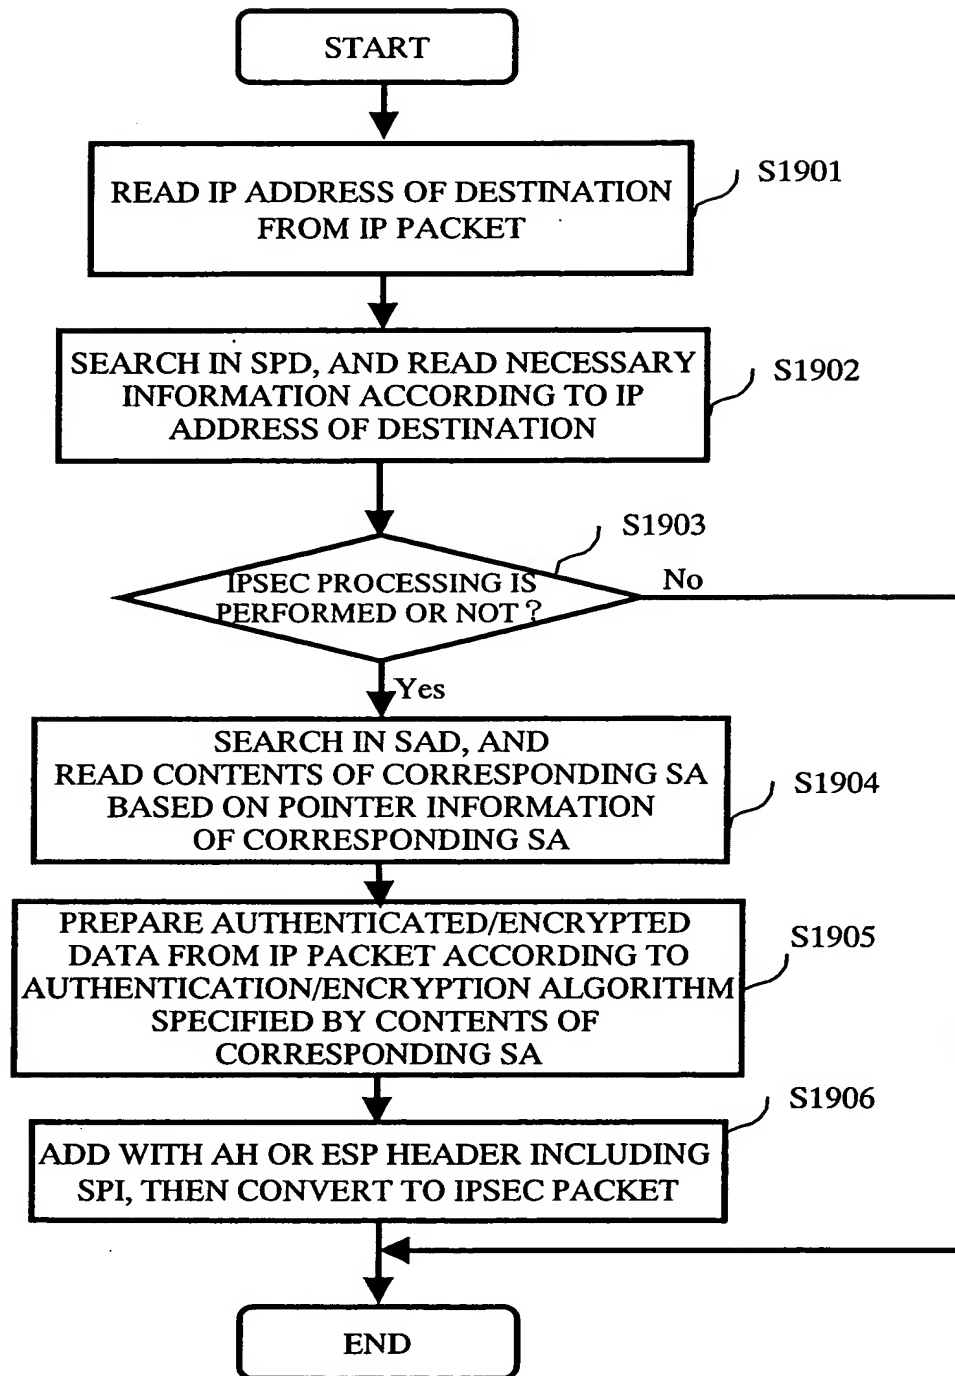 START
READ IP ADDRESS OF DESTINATION
FROM IP PACKET
S1901
SEARCH IN SPD, AND READ NECESSARY
INFORMATION ACCORDING TO IP
ADDRESS OF DESTINATION
S1902
IPSEC PROCESSING IS
PERFORMED OR NOT?
S1903
No
Yes
SEARCH IN SAD, AND
READ CONTENTS OF CORRESPONDING SA
BASED ON POINTER INFORMATION
OF CORRESPONDING SA
S1904
PREPARE AUTHENTICATED/ENCRYPTED
DATA FROM IP PACKET ACCORDING TO
AUTHENTICATION/ENCRYPTION ALGORITHM
SPECIFIED BY CONTENTS OF
CORRESPONDING SA
S1905
ADD WITH AH OR ESP HEADER INCLUDING
SPI, THEN CONVERT TO IPSEC PACKET
S1906
END